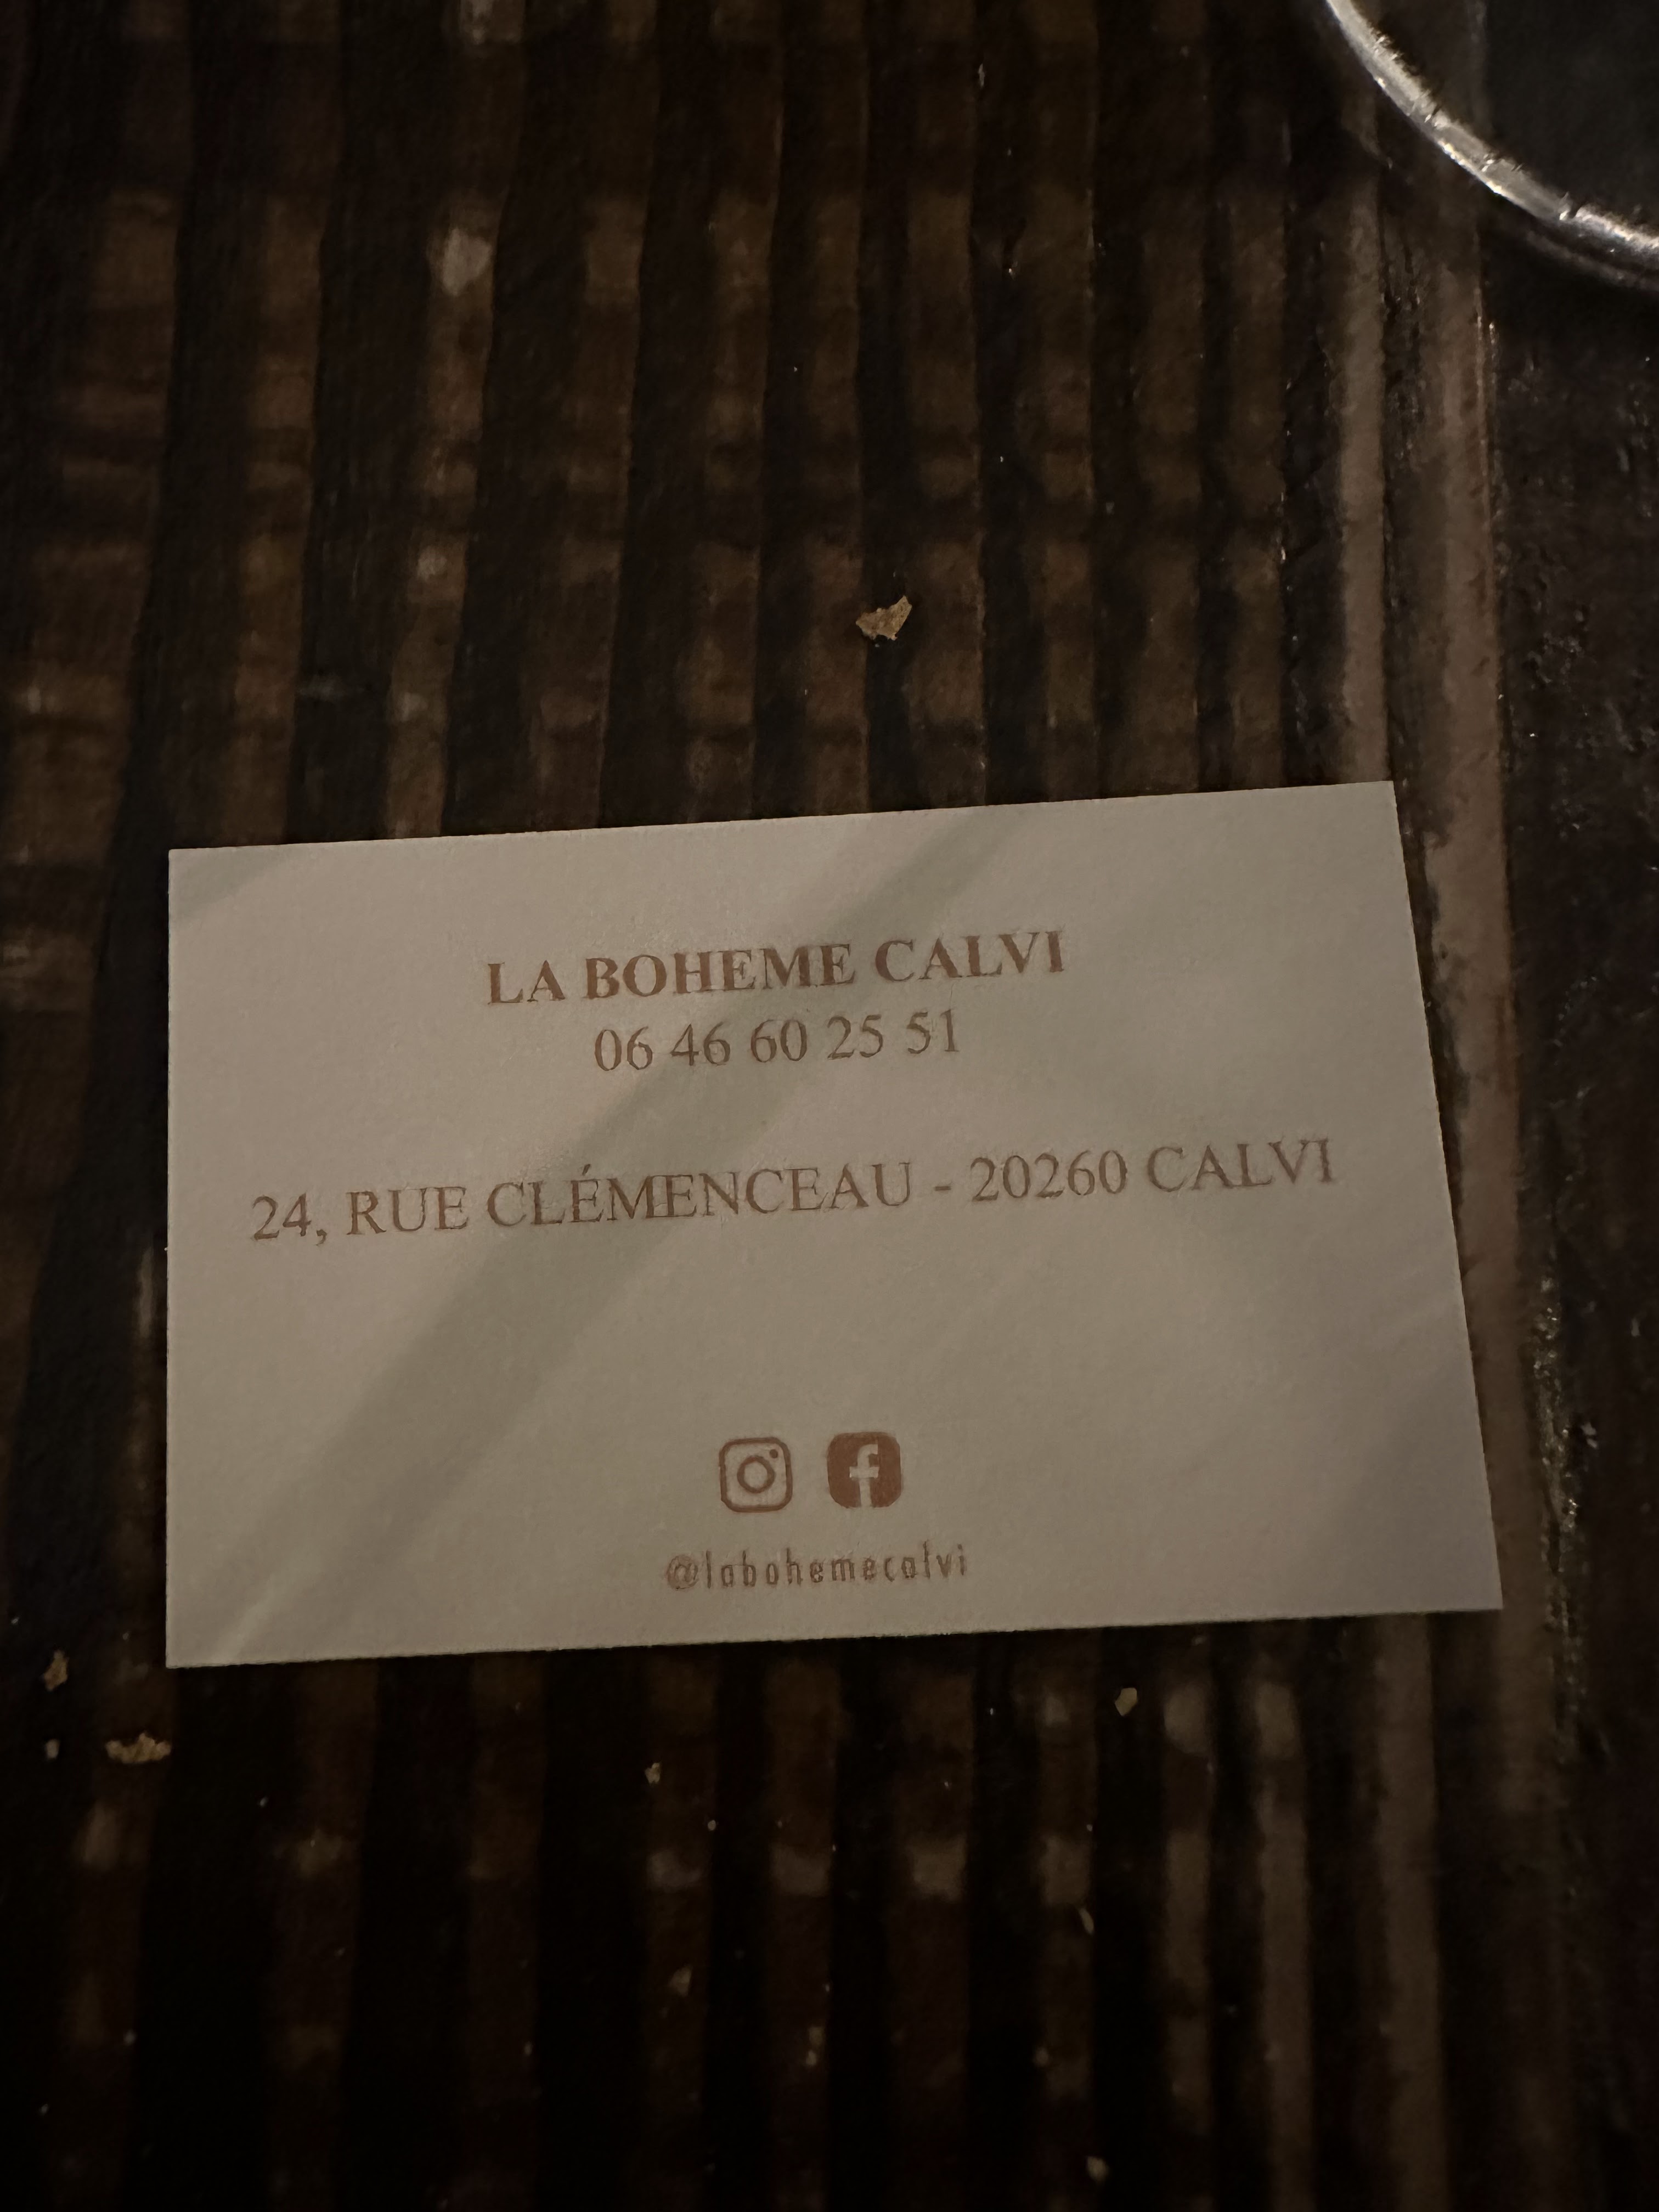 LA BOHEME CALVI
06 46 60 25 51
24, RUE CLÉMENCEAU - 20260 CALVI
@labohemecalvi